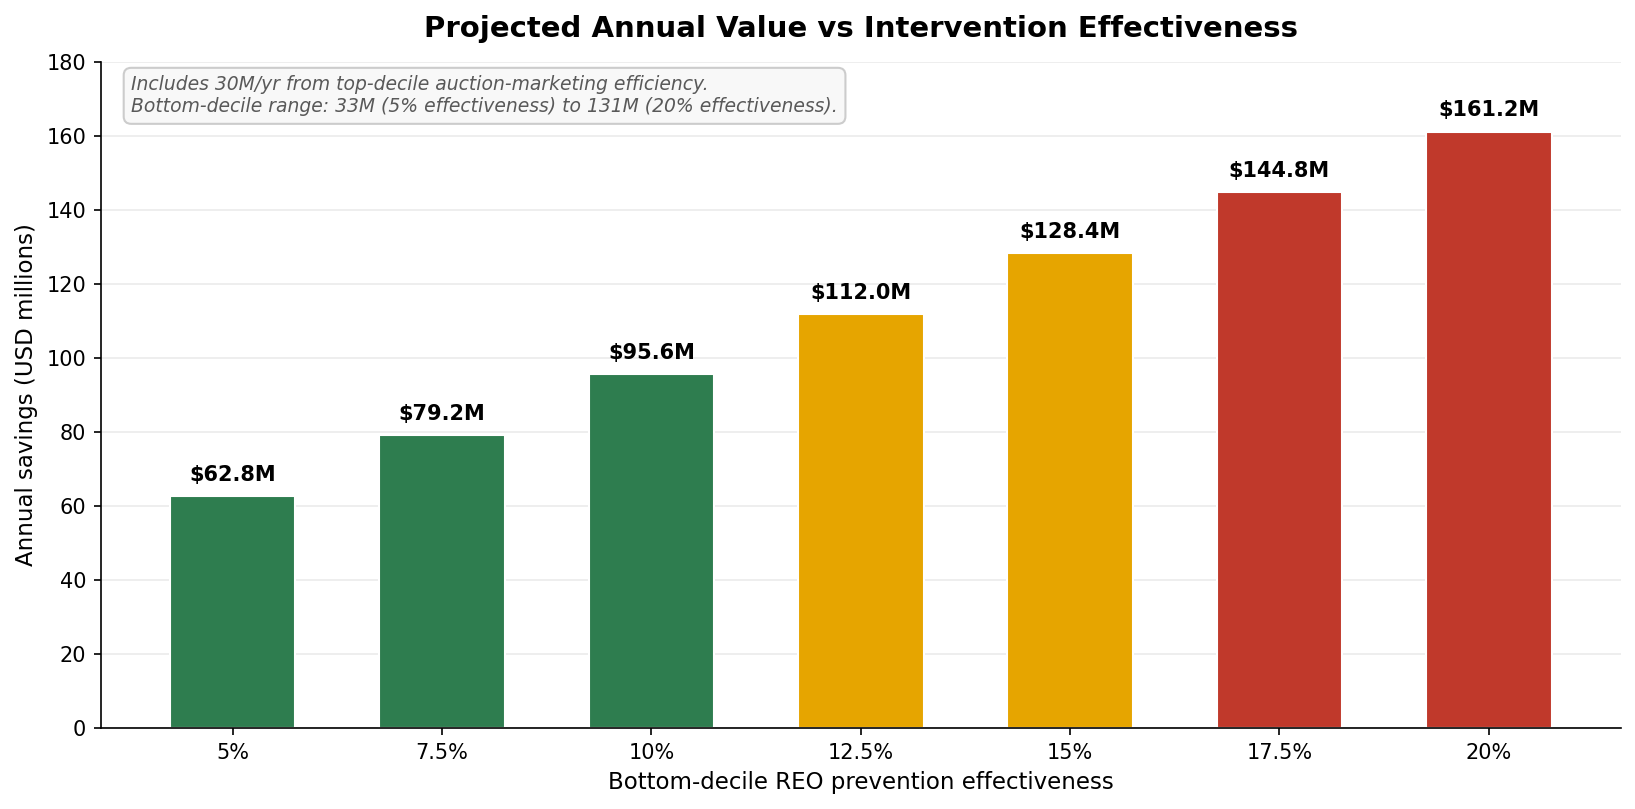 Projected Annual Value vs Intervention Effectiveness
Includes 30M/yr from top-decile auction-marketing efficiency.
Bottom-decile range: 33M (5% effectiveness) to 131M (20% effectiveness).
Annual savings (USD millions)
180
160
140
120
100
80
60
40
20
0
$62.8M
$79.2M
$95.6M
$112.0M
$128.4M
$144.8M
$161.2M
5%
7.5%
10%
12.5%
15%
17.5%
20%
Bottom-decile REO prevention effectiveness